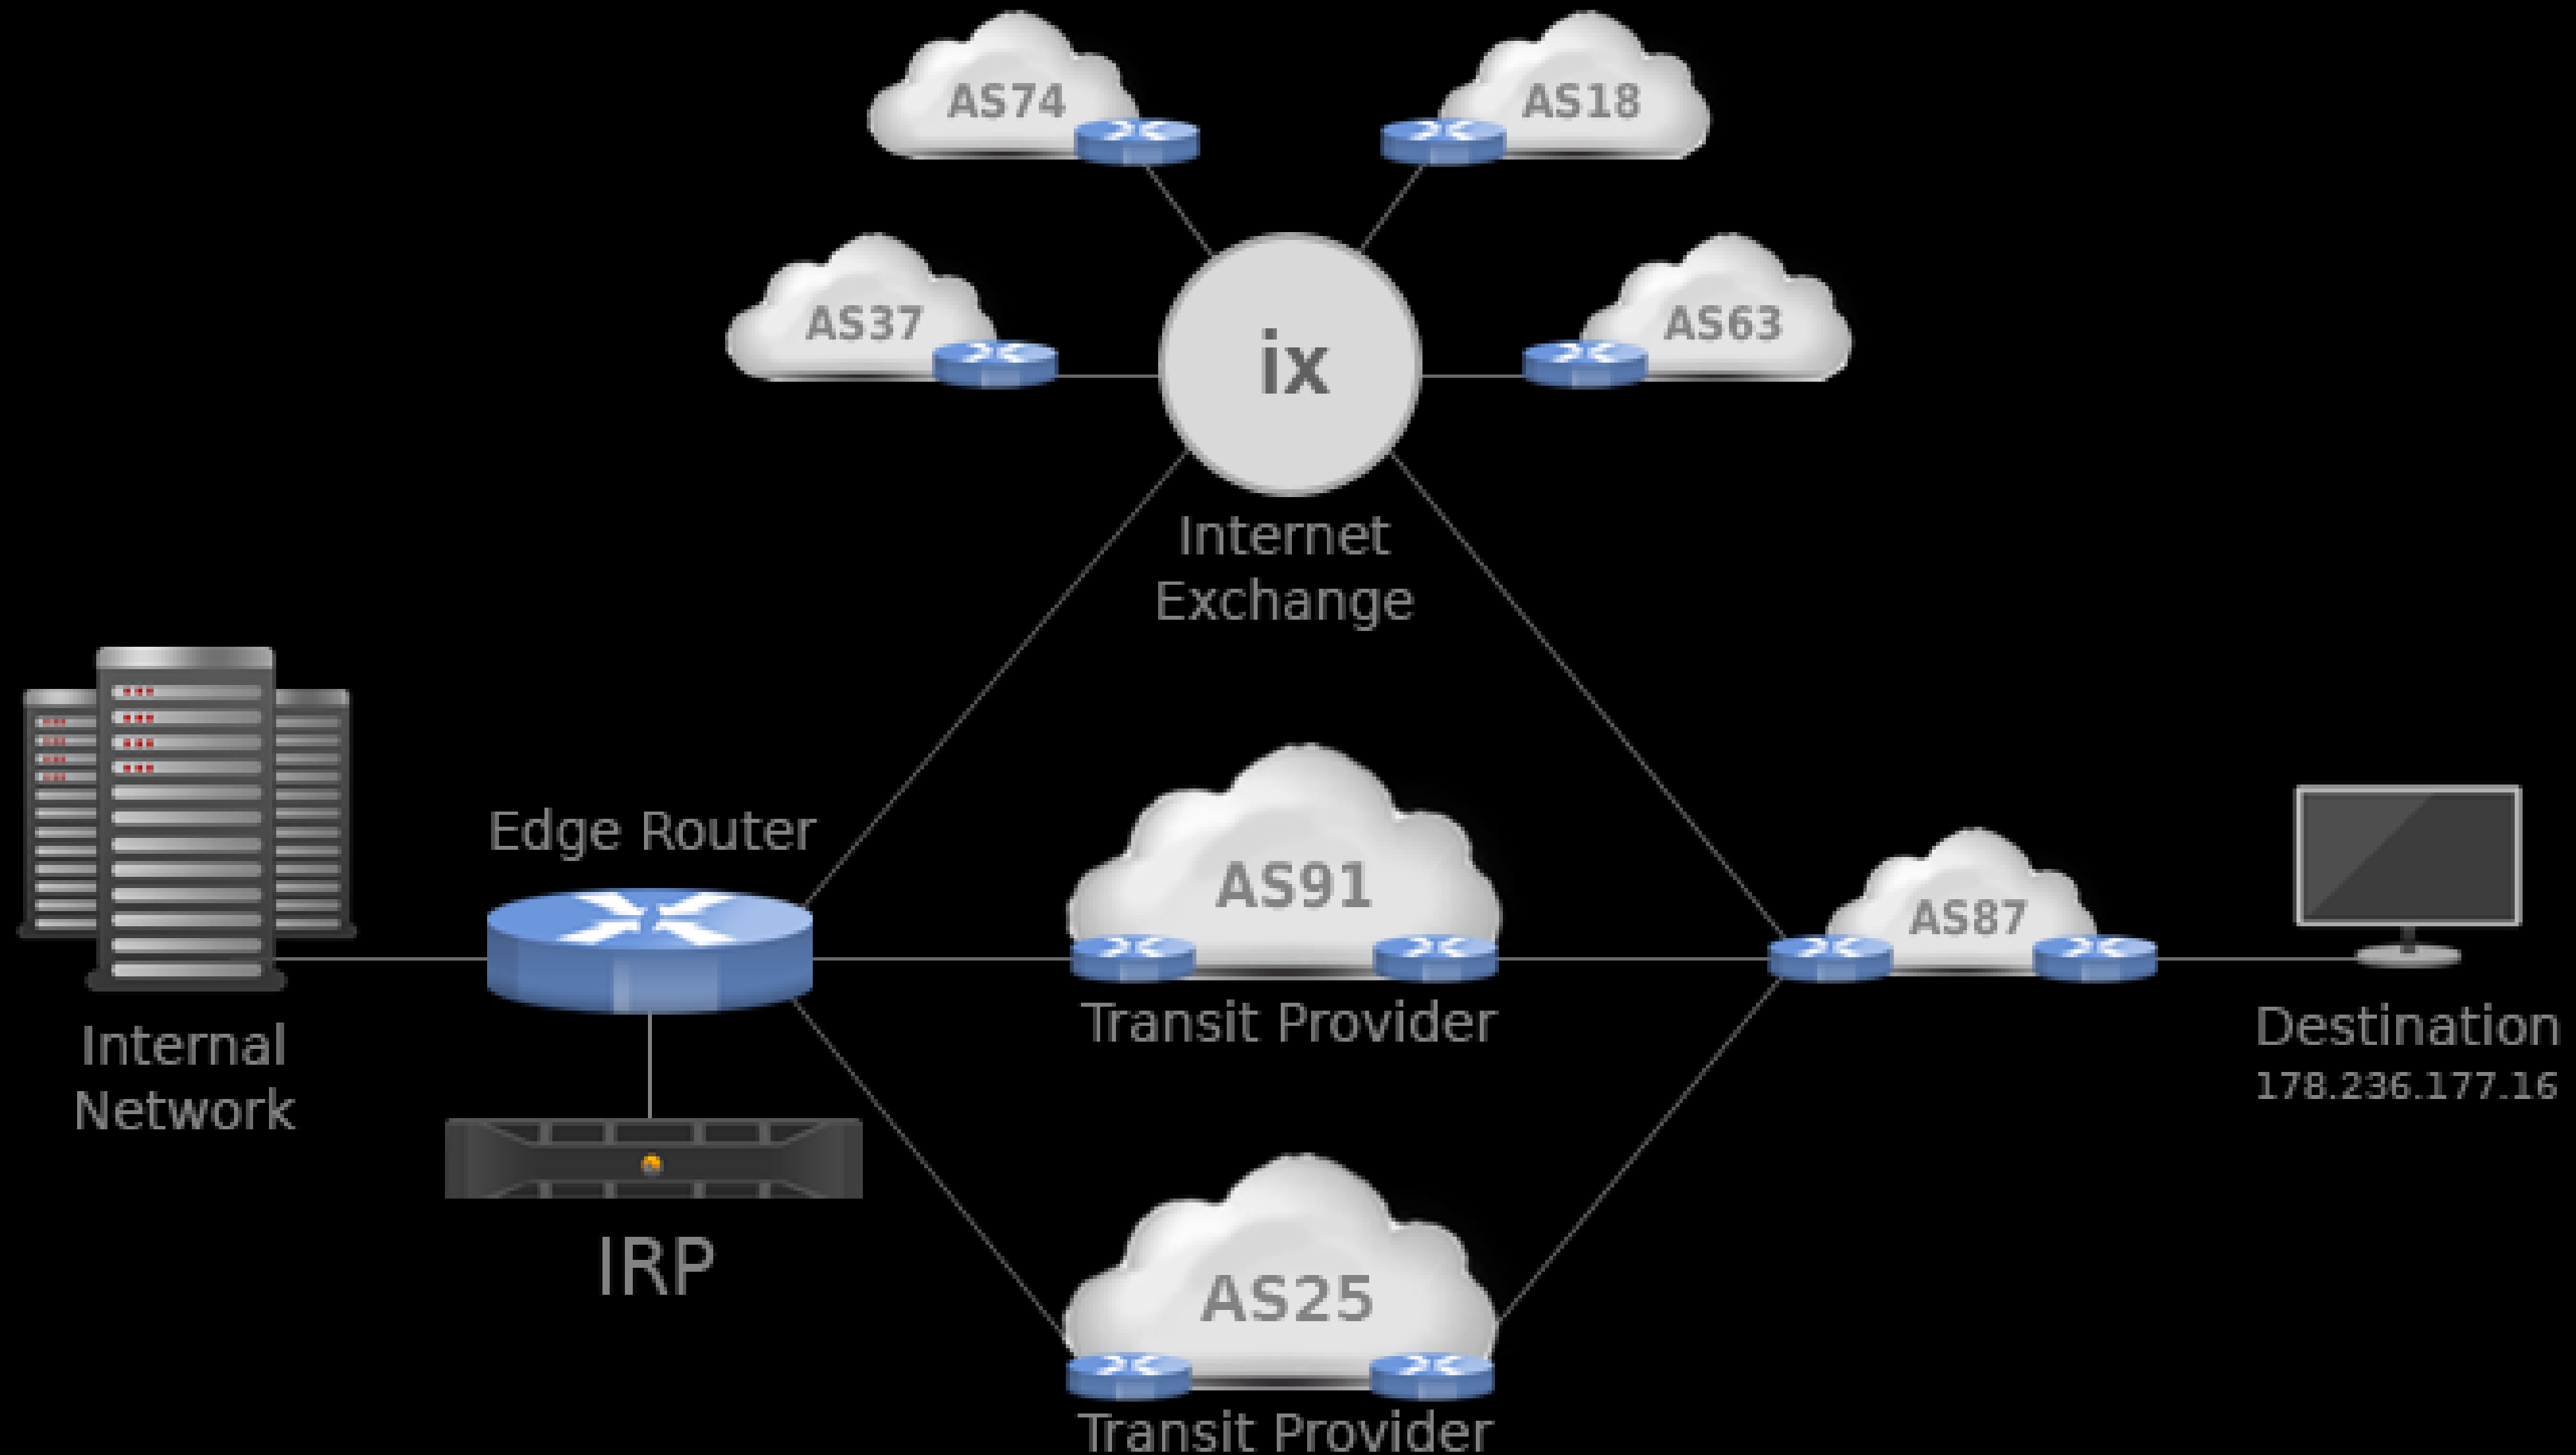 AS74
AS18
AS37
ix
AS63
Internet
Exchange
Edge Router
AS91
AS87
Transit Provider
Internal
Network
Destination
178.236.177.16
IRP
AS25
Transit Provider